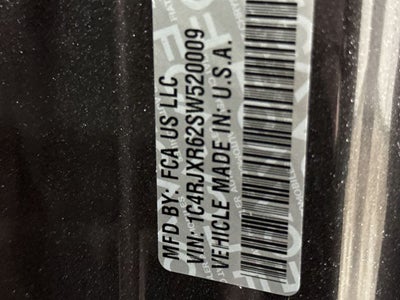 MFD BY: FCA US LLC
VIN: 1C4RJXR62SW520009
VEHICLE MADE IN: U.S.A.